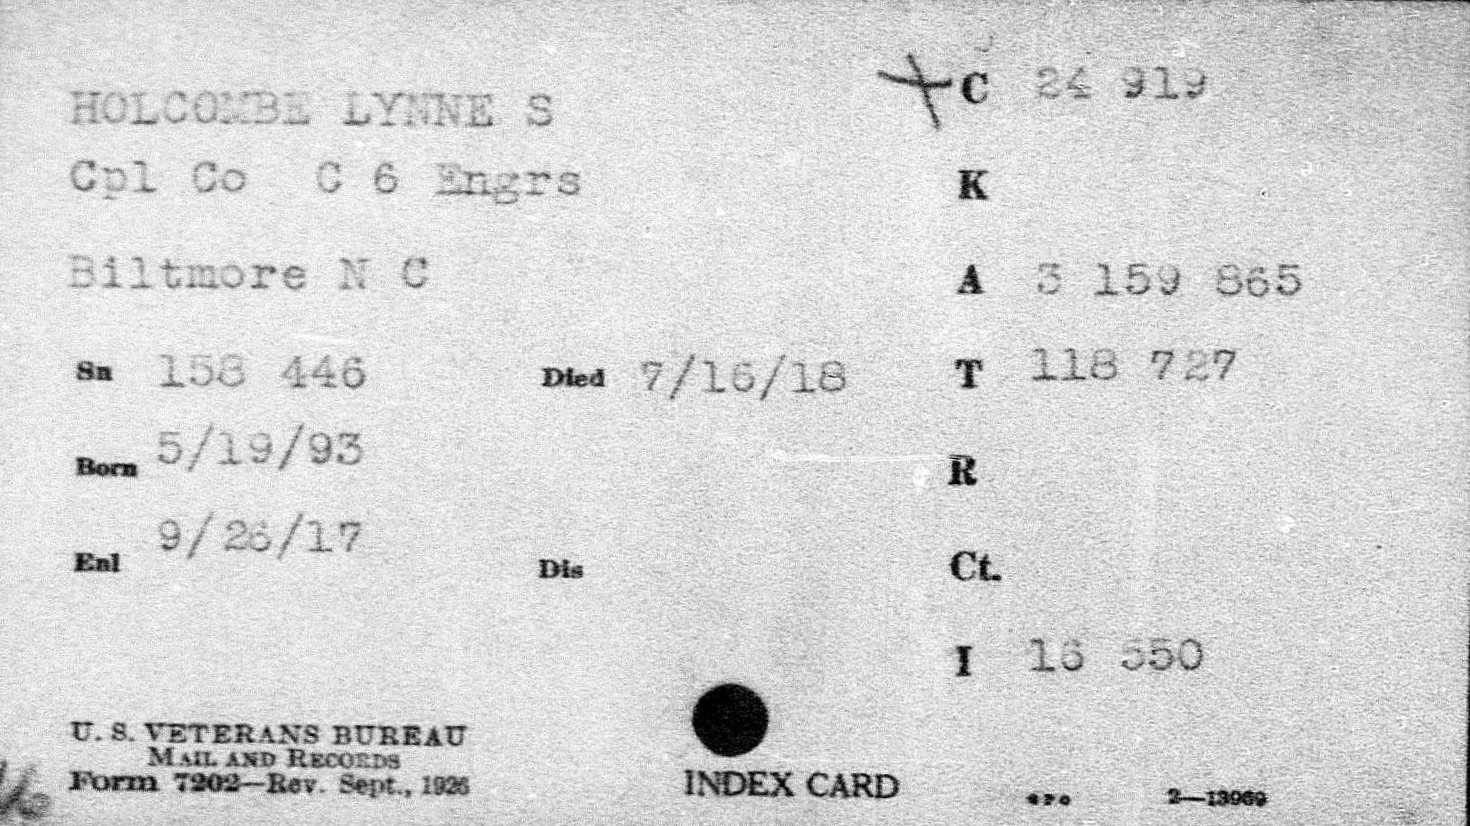 HOLCOMBE LYNNE S
Cpl Co C 6 Engrs
Biltmore N C
Sn 158 446
Died 7/16/18
Born 5/19/93
Enl 9/26/17
Dis
C 24 919
K
A 3 159 865
T 118 727
R
Ct.
I 16 550
U. S. VETERANS BUREAU
MAIL AND RECORDS
Form 7202—Rev. Sept., 1926
INDEX CARD
GPO
2—13969